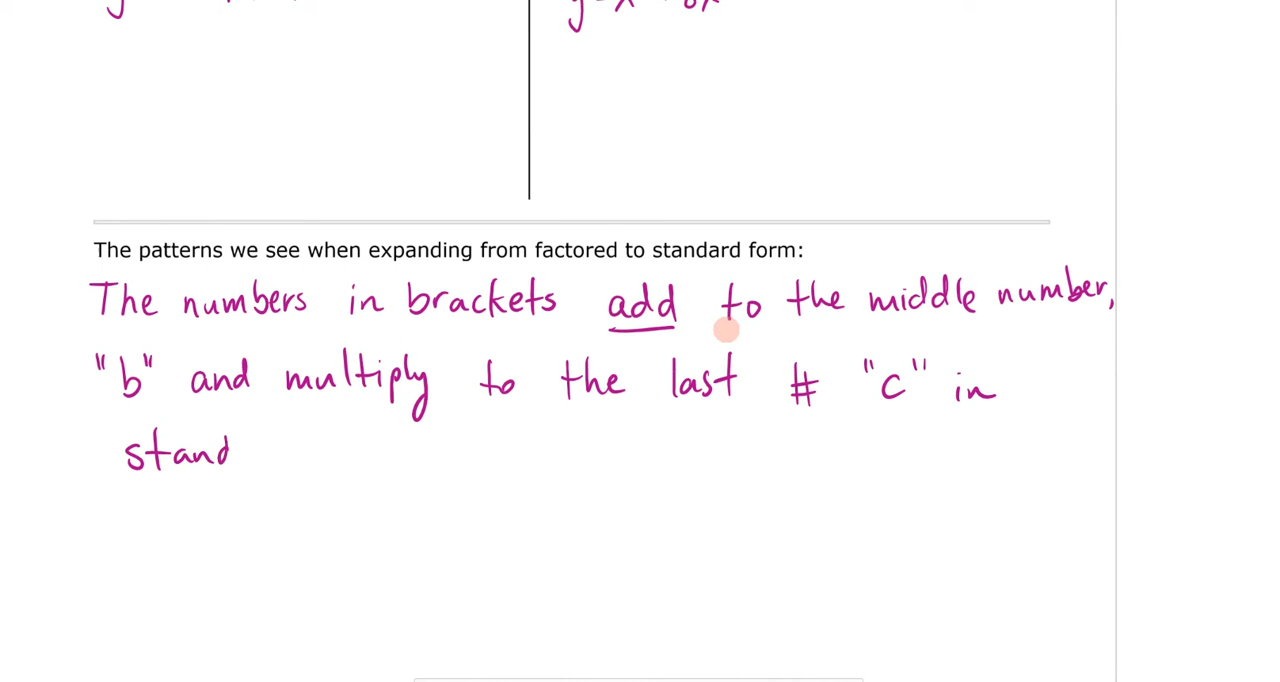 The patterns we see when expanding from factored to standard form:
The numbers in brackets add to the middle number,
"b" and multiply to the last # "c" in
stand